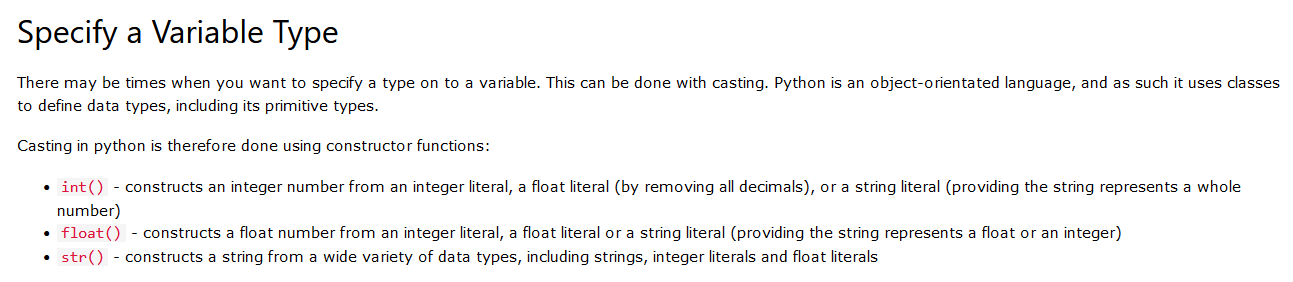 Specify a Variable Type
There may be times when you want to specify a type on to a variable. This can be done with casting. Python is an object-orientated language, and as such it uses classes
to define data types, including its primitive types.
Casting in python is therefore done using constructor functions:
• int() - constructs an integer number from an integer literal, a float literal (by removing all decimals), or a string literal (providing the string represents a whole
number)
• float() - constructs a float number from an integer literal, a float literal or a string literal (providing the string represents a float or an integer)
• str() - constructs a string from a wide variety of data types, including strings, integer literals and float literals